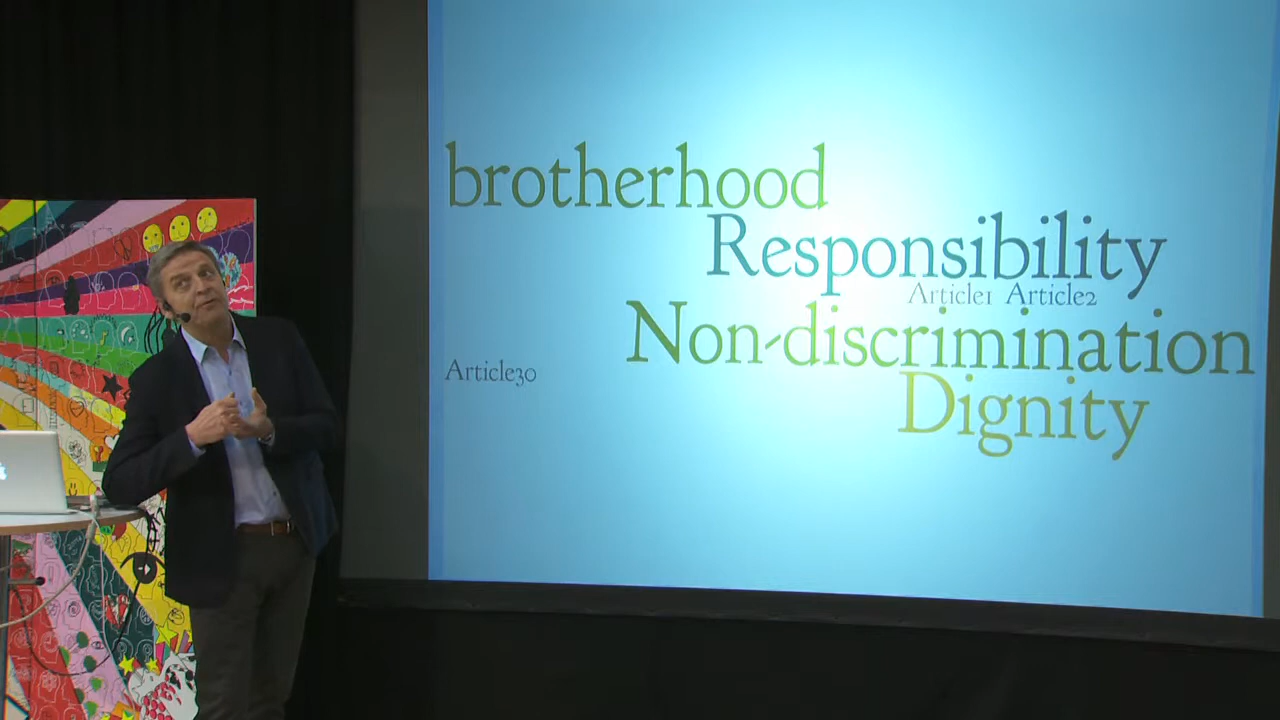 brotherhood
Responsibility
Article1 Article2
Non-discrimination
Article30
Dignity